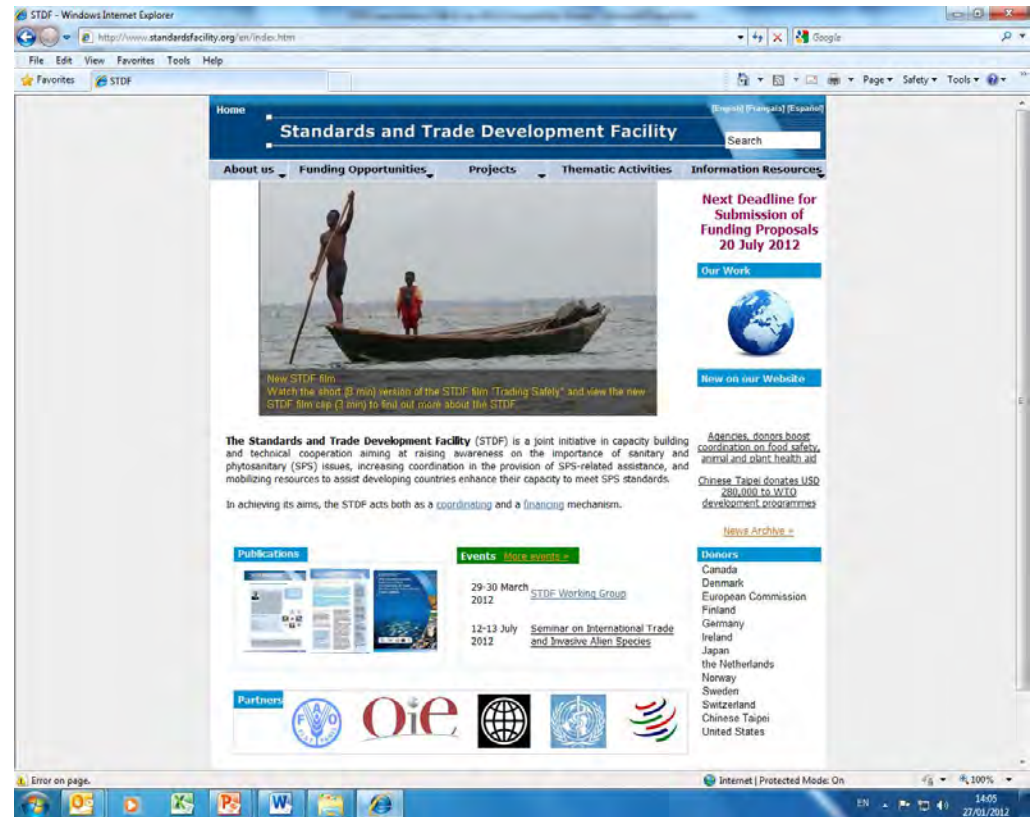 STDF - Windows Internet Explorer
http://www.standardsfacility.org/en/index.htm
Google
File Edit View Favorites Tools Help
Favorites STDF
Page Safety Tools
Home
[English] [Français] [Español]
Standards and Trade Development Facility
Search
About us Funding Opportunities Projects Thematic Activities Information Resources
Next Deadline for
Submission of
Funding Proposals
20 July 2012
Our Work
New STDF film
Watch the short (8 min) version of the STDF film "Trading Safely" and view the new
STDF film clip (3 min) to find out more about the STDF.
New on our Website
The Standards and Trade Development Facility (STDF) is a joint initiative in capacity building
and technical cooperation aiming at raising awareness on the importance of sanitary and
phytosanitary (SPS) issues, increasing coordination in the provision of SPS-related assistance, and
mobilizing resources to assist developing countries enhance their capacity to meet SPS standards.
In achieving its aims, the STDF acts both as a coordinating and a financing mechanism.
Agencies, donors boost
coordination on food safety,
animal and plant health aid
Chinese Taipei donates USD
280,000 to WTO
development programmes
News Archive »
Publications
Events More events »
29-30 March
2012
STDF Working Group
12-13 July
2012
Seminar on International Trade
and Invasive Alien Species
Donors
Canada
Denmark
European Commission
Finland
Germany
Ireland
Japan
the Netherlands
Norway
Sweden
Switzerland
Chinese Taipei
United States
Partners
FAO
Oie
Error on page.
Internet | Protected Mode: On
100%
EN
14:05
27/01/2012